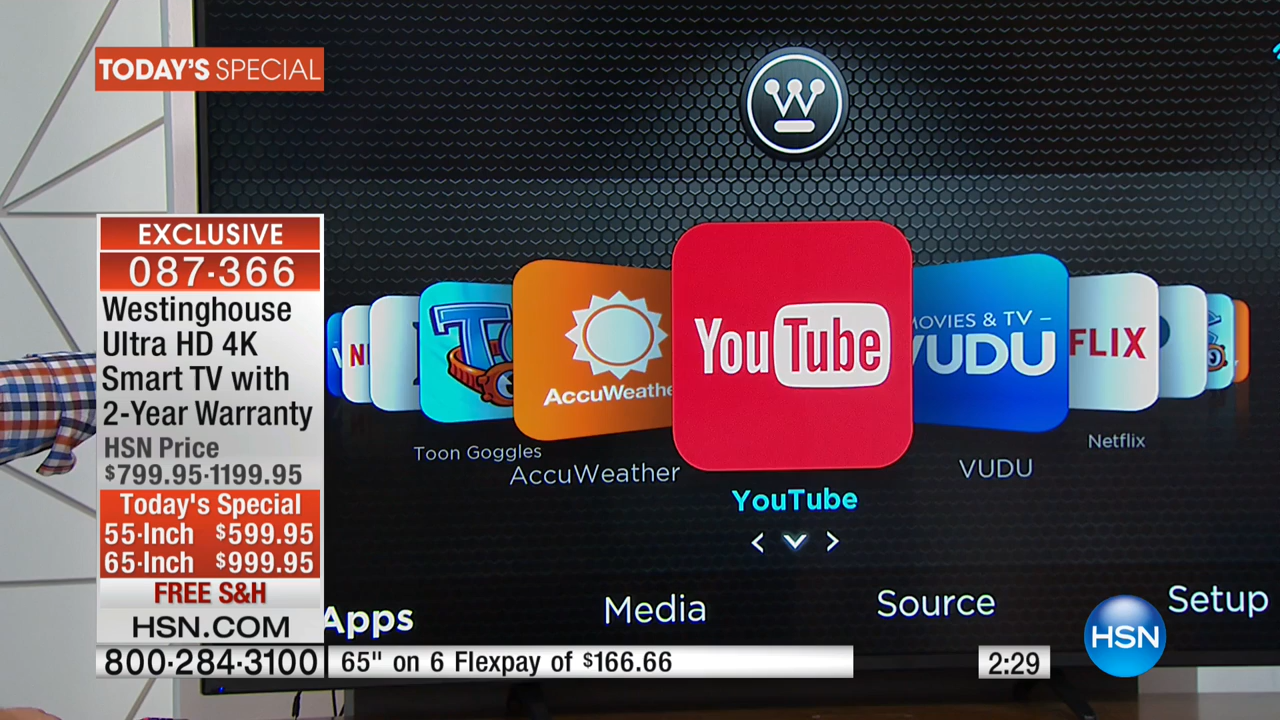 TODAY'S SPECIAL
EXCLUSIVE
087·366
Westinghouse
Ultra HD 4K
Smart TV with
2-Year Warranty
HSN Price
$799.95·1199.95
Today's Special
55-Inch $599.95
65-Inch $999.95
FREE S&H
HSN.COM
800·284·3100
65" on 6 Flexpay of $166.66
2:29
HSN
W
AccuWeathe
YouTube
MOVIES & TV
VUDU
FLIX
Toon Goggles
AccuWeather
YouTube
VUDU
Netflix
Apps
Media
Source
Setup